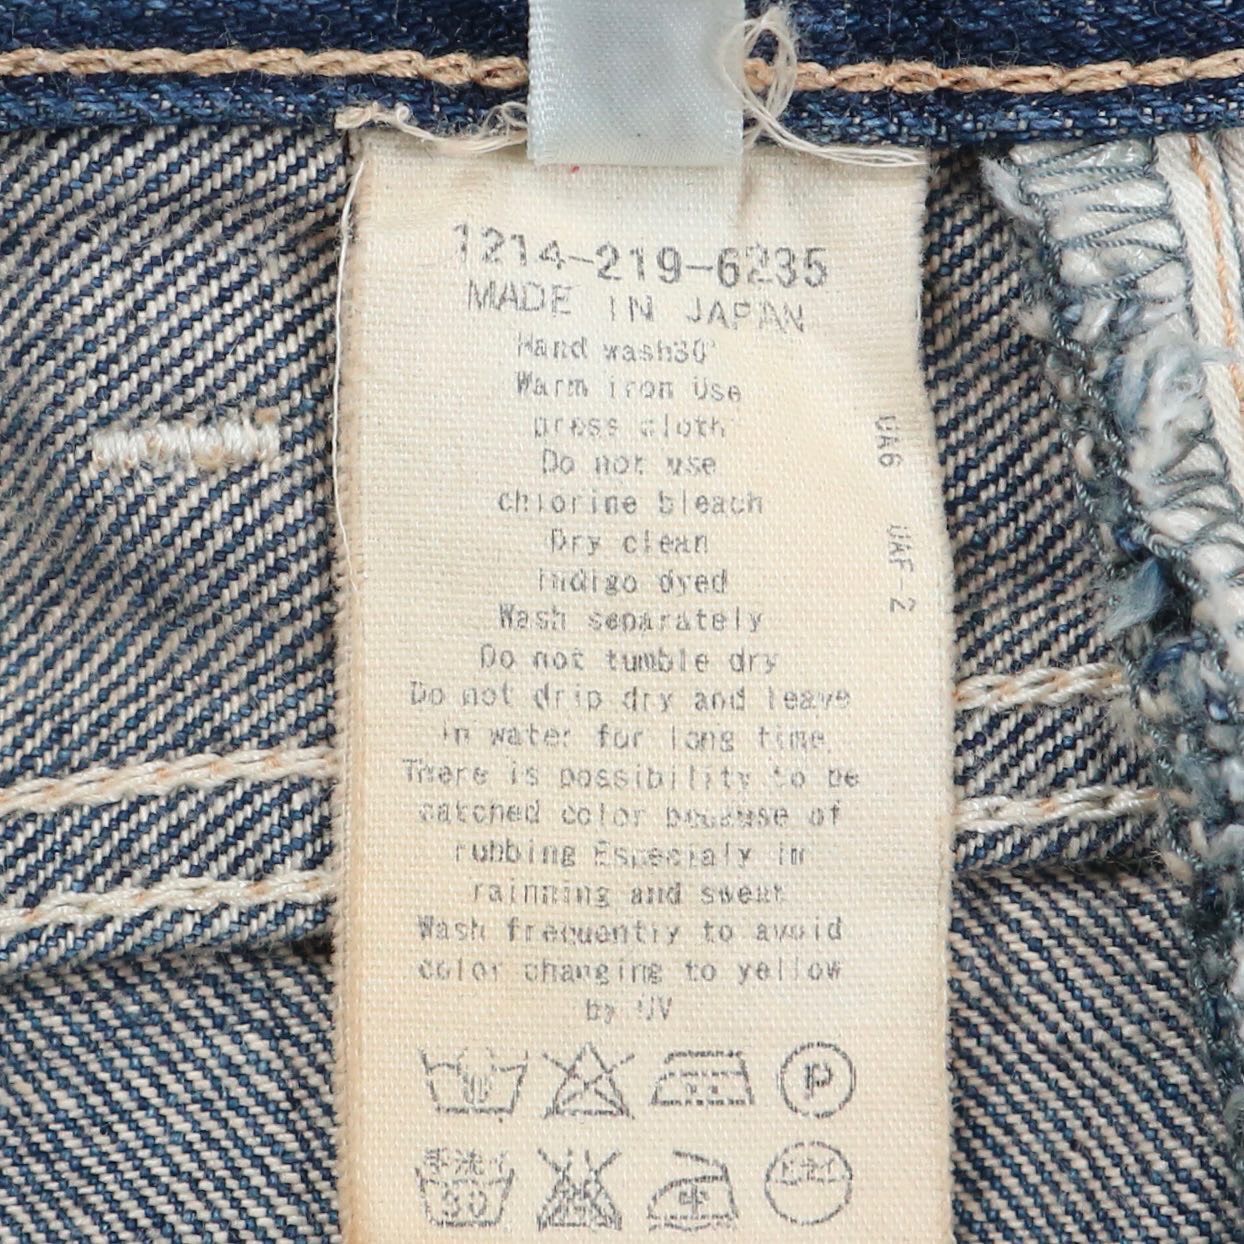 1214-219-6235
MADE IN JAPAN
Hand wash30°
Warm iron Use
press cloth
Do not use
chlorine bleach
Dry clean
Indigo dyed
Wash separately
Do not tumble dry
Do not drip dry and leave
in water for long time.
There is possibility to be
catched color because of
rubbing Especialy in
rainning and sweat
Wash frequently to avoid
color changing to yellow
by UV
UA6 UAF-2
P
手洗イ
30
ドライ